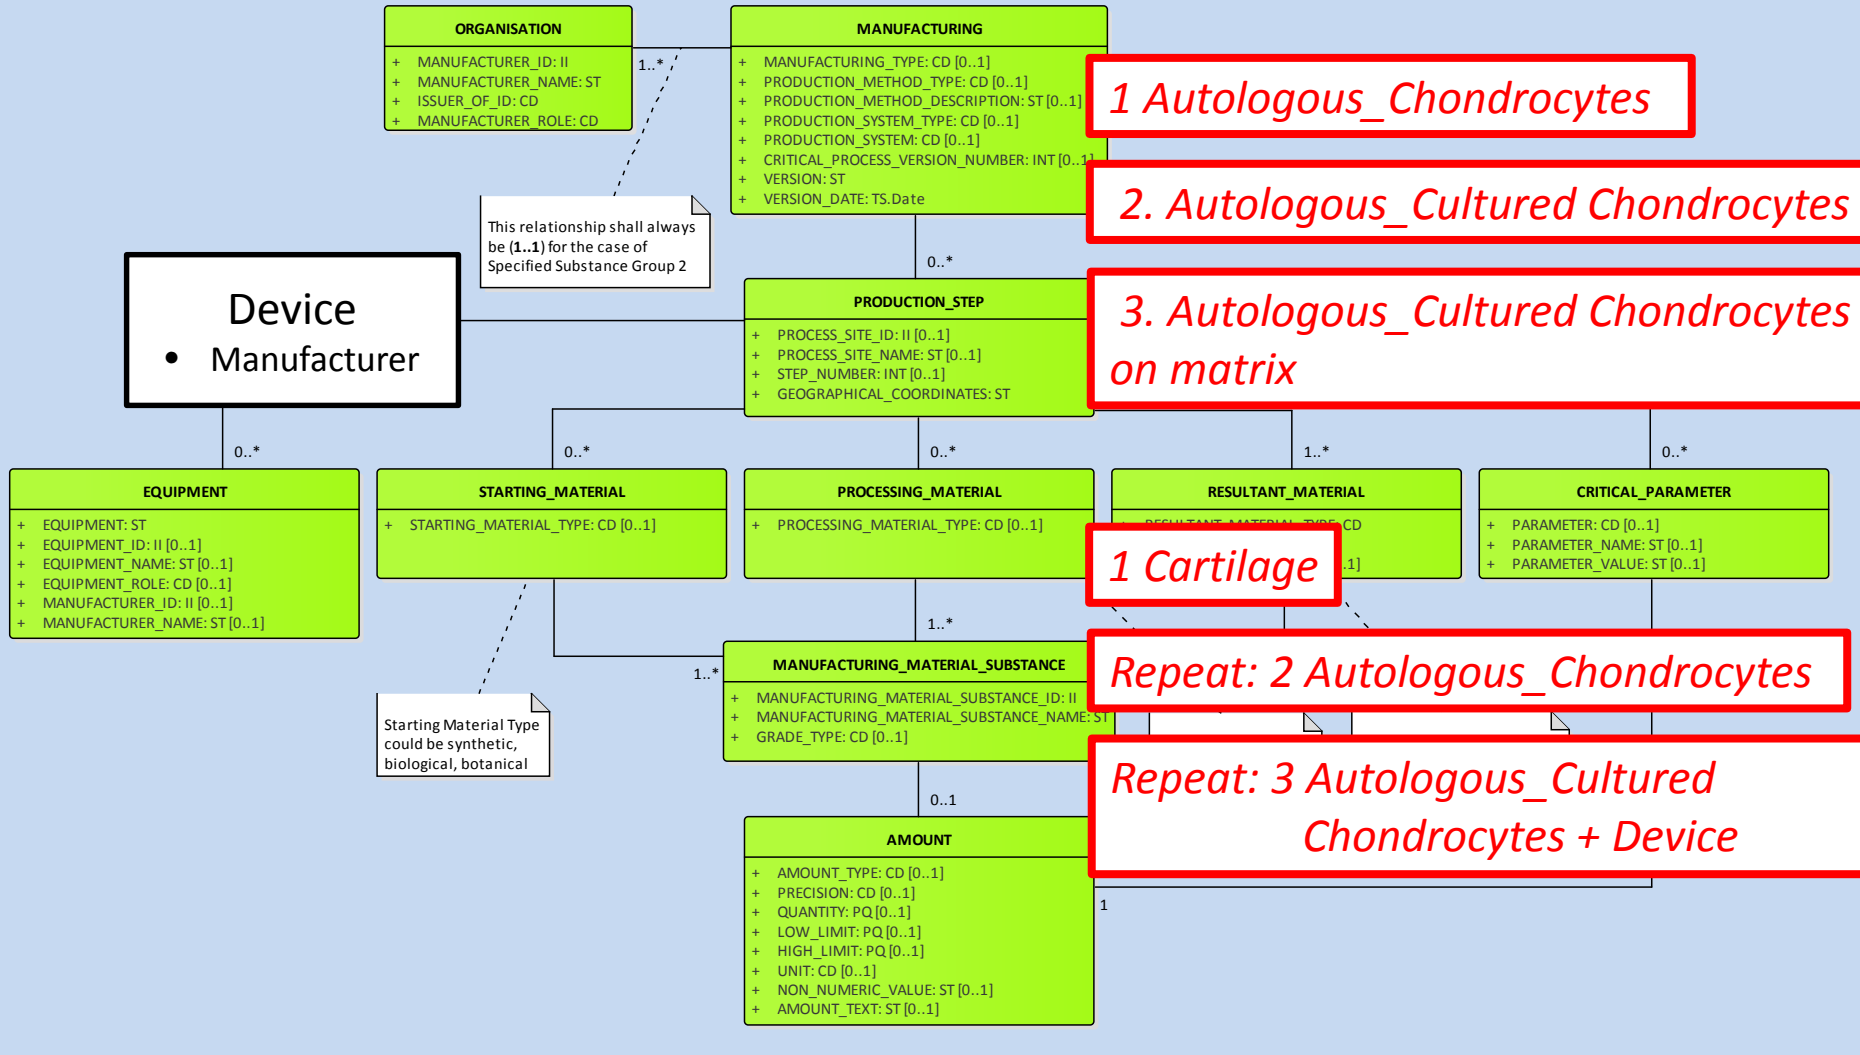 ORGANISATION
+ MANUFACTURER_ID: II
+ MANUFACTURER_NAME: ST
+ ISSUER_OF_ID: CD
+ MANUFACTURER_ROLE: CD
1..*
MANUFACTURING
+ MANUFACTURING_TYPE: CD [0..1]
+ PRODUCTION_METHOD_TYPE: CD [0..1]
+ PRODUCTION_METHOD_DESCRIPTION: ST [0..1]
+ PRODUCTION_SYSTEM_TYPE: CD [0..1]
+ PRODUCTION_SYSTEM: CD [0..1]
+ CRITICAL_PROCESS_VERSION_NUMBER: INT [0..1]
+ VERSION: ST
+ VERSION_DATE: TS.Date
1 Autologous_Chondrocytes
2. Autologous_Cultured Chondrocytes
3. Autologous_Cultured Chondrocytes
on matrix
This relationship shall always
be (1..1) for the case of
Specified Substance Group 2
0..*
Device
• Manufacturer
PRODUCTION_STEP
+ PROCESS_SITE_ID: II [0..1]
+ PROCESS_SITE_NAME: ST [0..1]
+ STEP_NUMBER: INT [0..1]
+ GEOGRAPHICAL_COORDINATES: ST
0..*
0..*
0..*
1..*
0..*
EQUIPMENT
+ EQUIPMENT: ST
+ EQUIPMENT_ID: II [0..1]
+ EQUIPMENT_NAME: ST [0..1]
+ EQUIPMENT_ROLE: CD [0..1]
+ MANUFACTURER_ID: II [0..1]
+ MANUFACTURER_NAME: ST [0..1]
STARTING_MATERIAL
+ STARTING_MATERIAL_TYPE: CD [0..1]
PROCESSING_MATERIAL
+ PROCESSING_MATERIAL_TYPE: CD [0..1]
RESULTANT_MATERIAL
+ RESULTANT_MATERIAL_TYPE: CD
.1]
CRITICAL_PARAMETER
+ PARAMETER: CD [0..1]
+ PARAMETER_NAME: ST [0..1]
+ PARAMETER_VALUE: ST [0..1]
1 Cartilage
Repeat: 2 Autologous_Chondrocytes
Repeat: 3 Autologous_Cultured
Chondrocytes + Device
1..*
1..*
MANUFACTURING_MATERIAL_SUBSTANCE
+ MANUFACTURING_MATERIAL_SUBSTANCE_ID: II
+ MANUFACTURING_MATERIAL_SUBSTANCE_NAME: ST
+ GRADE_TYPE: CD [0..1]
Starting Material Type
could be synthetic,
biological, botanical
0..1
AMOUNT
+ AMOUNT_TYPE: CD [0..1]
+ PRECISION: CD [0..1]
+ QUANTITY: PQ [0..1]
+ LOW_LIMIT: PQ [0..1]
+ HIGH_LIMIT: PQ [0..1]
+ UNIT: CD [0..1]
+ NON_NUMERIC_VALUE: ST [0..1]
+ AMOUNT_TEXT: ST [0..1]
1